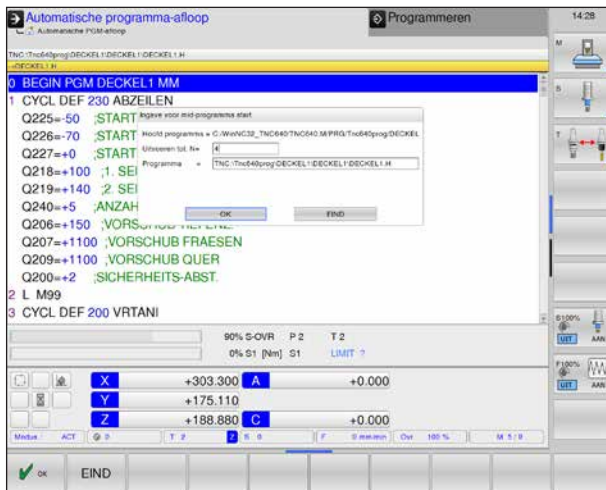 Automatische programma-afloop
Programmeren
14:28
Automatische PGM-afloop
TNC:\Tnc640prog\DECKEL1\DECKEL1\DECKEL1.H
→DECKEL1.H
0 BEGIN PGM DECKEL1 MM
1 CYCL DEF 230 ABZEILEN
Q225=-50 ;START
Q226=-70 ;START
Q227=+0 ;START
Q218=+100 ;1. SEI
Q219=+140 ;2. SEI
Q240=+5 ;ANZAH
Q206=+150 ;VORSCHUB TIEFENZ.
Q207=+1100 ;VORSCHUB FRAESEN
Q209=+1100 ;VORSCHUB QUER
Q200=+2 ;SICHERHEITS-ABST.
2 L M99
3 CYCL DEF 200 VRTANI
Ingave voor mid-programma start
Hoofd programma = C:/WinNC32_TNC640/TNC640.M/PRG/Tnc640prog/DECKEL
Uitvoeren tot: N= 4
Programma = TNC:\Tnc640prog\DECKEL1\DECKEL1\DECKEL1.H
OK
EIND
90% S-OVR P 2 T 2
0% S1 [Nm] S1 LIMIT ?
X +303.300 A +0.000
Y +175.110
Z +188.880 C +0.000
Modus: ACT 2 T 2 Z S 0 F 0 mm/min Ovr 100 % M 5/9
M
S
T
S100%
UIT AAN
F100%
UIT AAN
OK
EIND